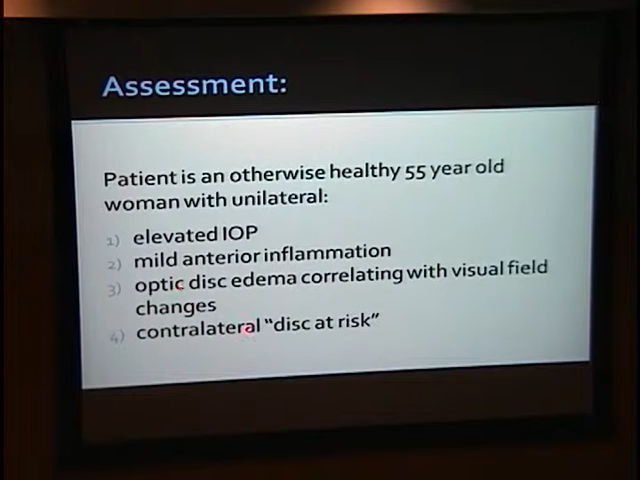 Assessment:
Patient is an otherwise healthy 55 year old
woman with unilateral:
1) elevated IOP
2) mild anterior inflammation
3) optic disc edema correlating with visual field
changes
4) contralateral “disc at risk”